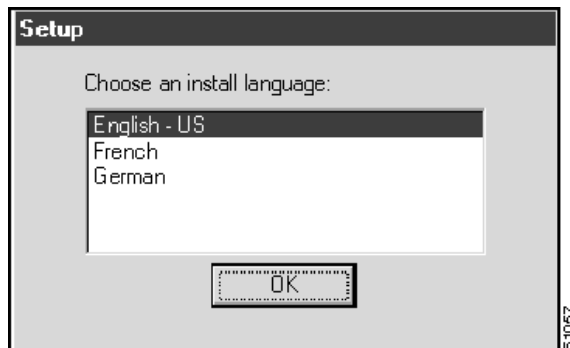 Setup
Choose an install language:
English - US
French
German
OK
51067